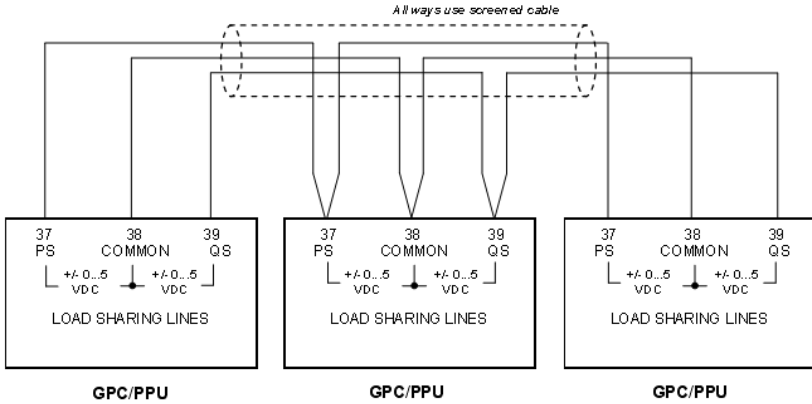 All ways use screened cable
37 38 39
PS COMMON QS
+/- 0...5 VDC +/- 0...5 VDC
LOAD SHARING LINES
GPC/PPU
37 38 39
PS COMMON QS
+/- 0...5 VDC +/- 0...5 VDC
LOAD SHARING LINES
GPC/PPU
37 38 39
PS COMMON QS
+/- 0...5 VDC +/- 0...5 VDC
LOAD SHARING LINES
GPC/PPU